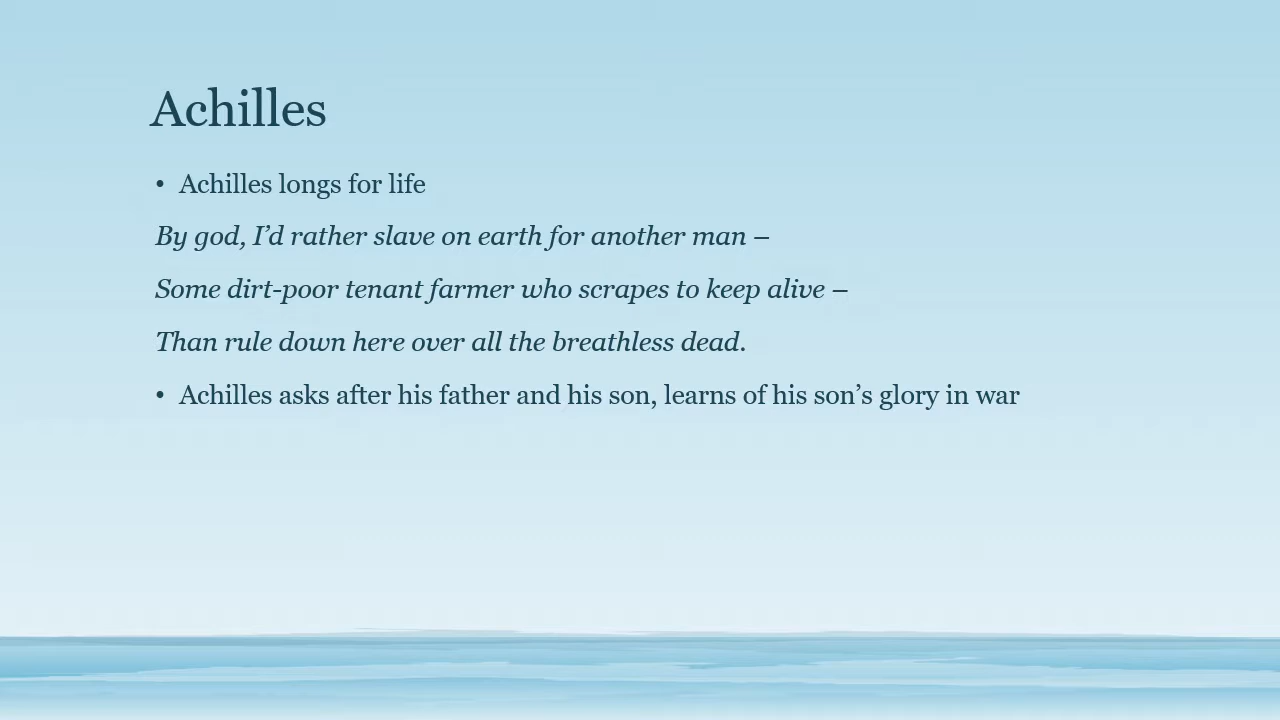 Achilles
• Achilles longs for life
By god, I’d rather slave on earth for another man –
Some dirt-poor tenant farmer who scrapes to keep alive –
Than rule down here over all the breathless dead.
• Achilles asks after his father and his son, learns of his son’s glory in war